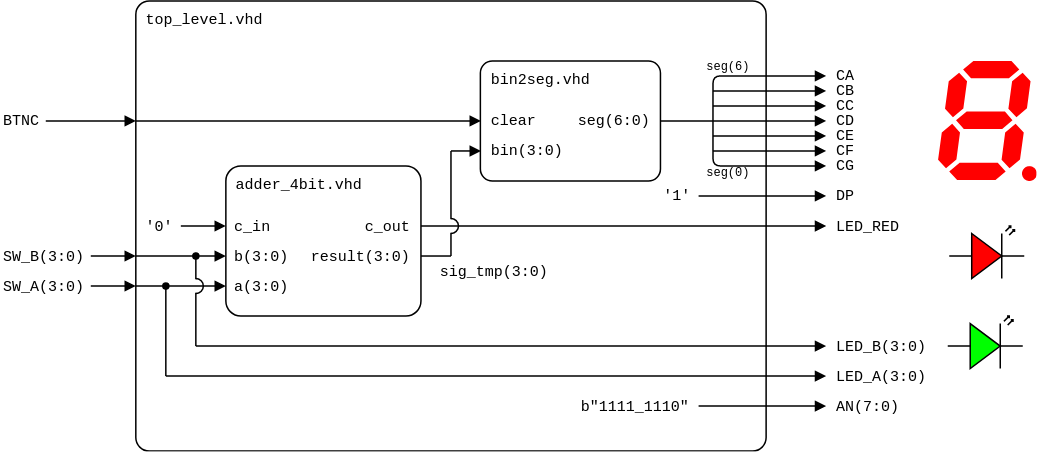 top_level.vhd
seg(6)
bin2seg.vhd
CA
CB
CC
BTNC
clear
seg(6:0)
CD
CE
bin(3:0)
CF
CG
seg(0)
adder_4bit.vhd
'1'
DP
'0'
c_in
c_out
LED_RED
SW_B(3:0)
b(3:0)
result(3:0)
sig_tmp(3:0)
SW_A(3:0)
a(3:0)
LED_B(3:0)
LED_A(3:0)
b"1111_1110"
AN(7:0)